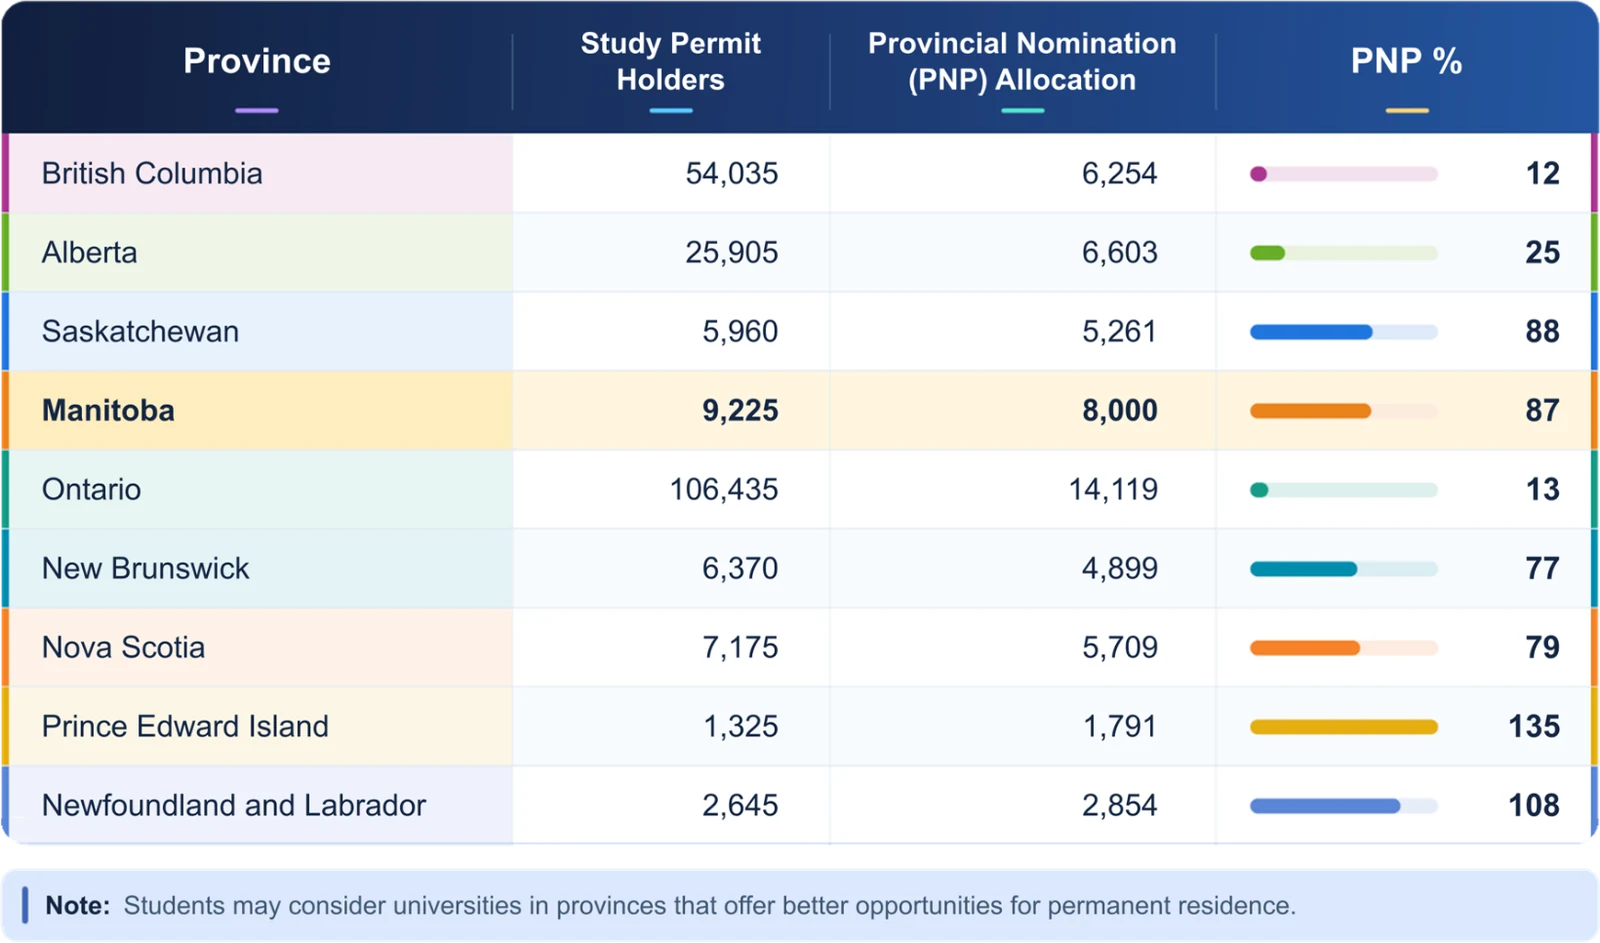 Province
Study Permit
Holders
Provincial Nomination
(PNP) Allocation
PNP %
British Columbia 54,035 6,254 12
Alberta 25,905 6,603 25
Saskatchewan 5,960 5,261 88
Manitoba 9,225 8,000 87
Ontario 106,435 14,119 13
New Brunswick 6,370 4,899 77
Nova Scotia 7,175 5,709 79
Prince Edward Island 1,325 1,791 135
Newfoundland and Labrador 2,645 2,854 108
Note: Students may consider universities in provinces that offer better opportunities for permanent residence.